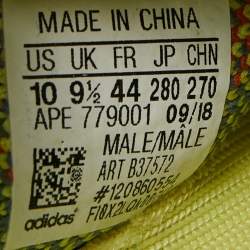 MADE IN CHINA
US UK FR JP CHN
10 9½ 44 280 270
APE 779001 09/18
MALE/MÂLE
ART B37572
#120860554
adidas